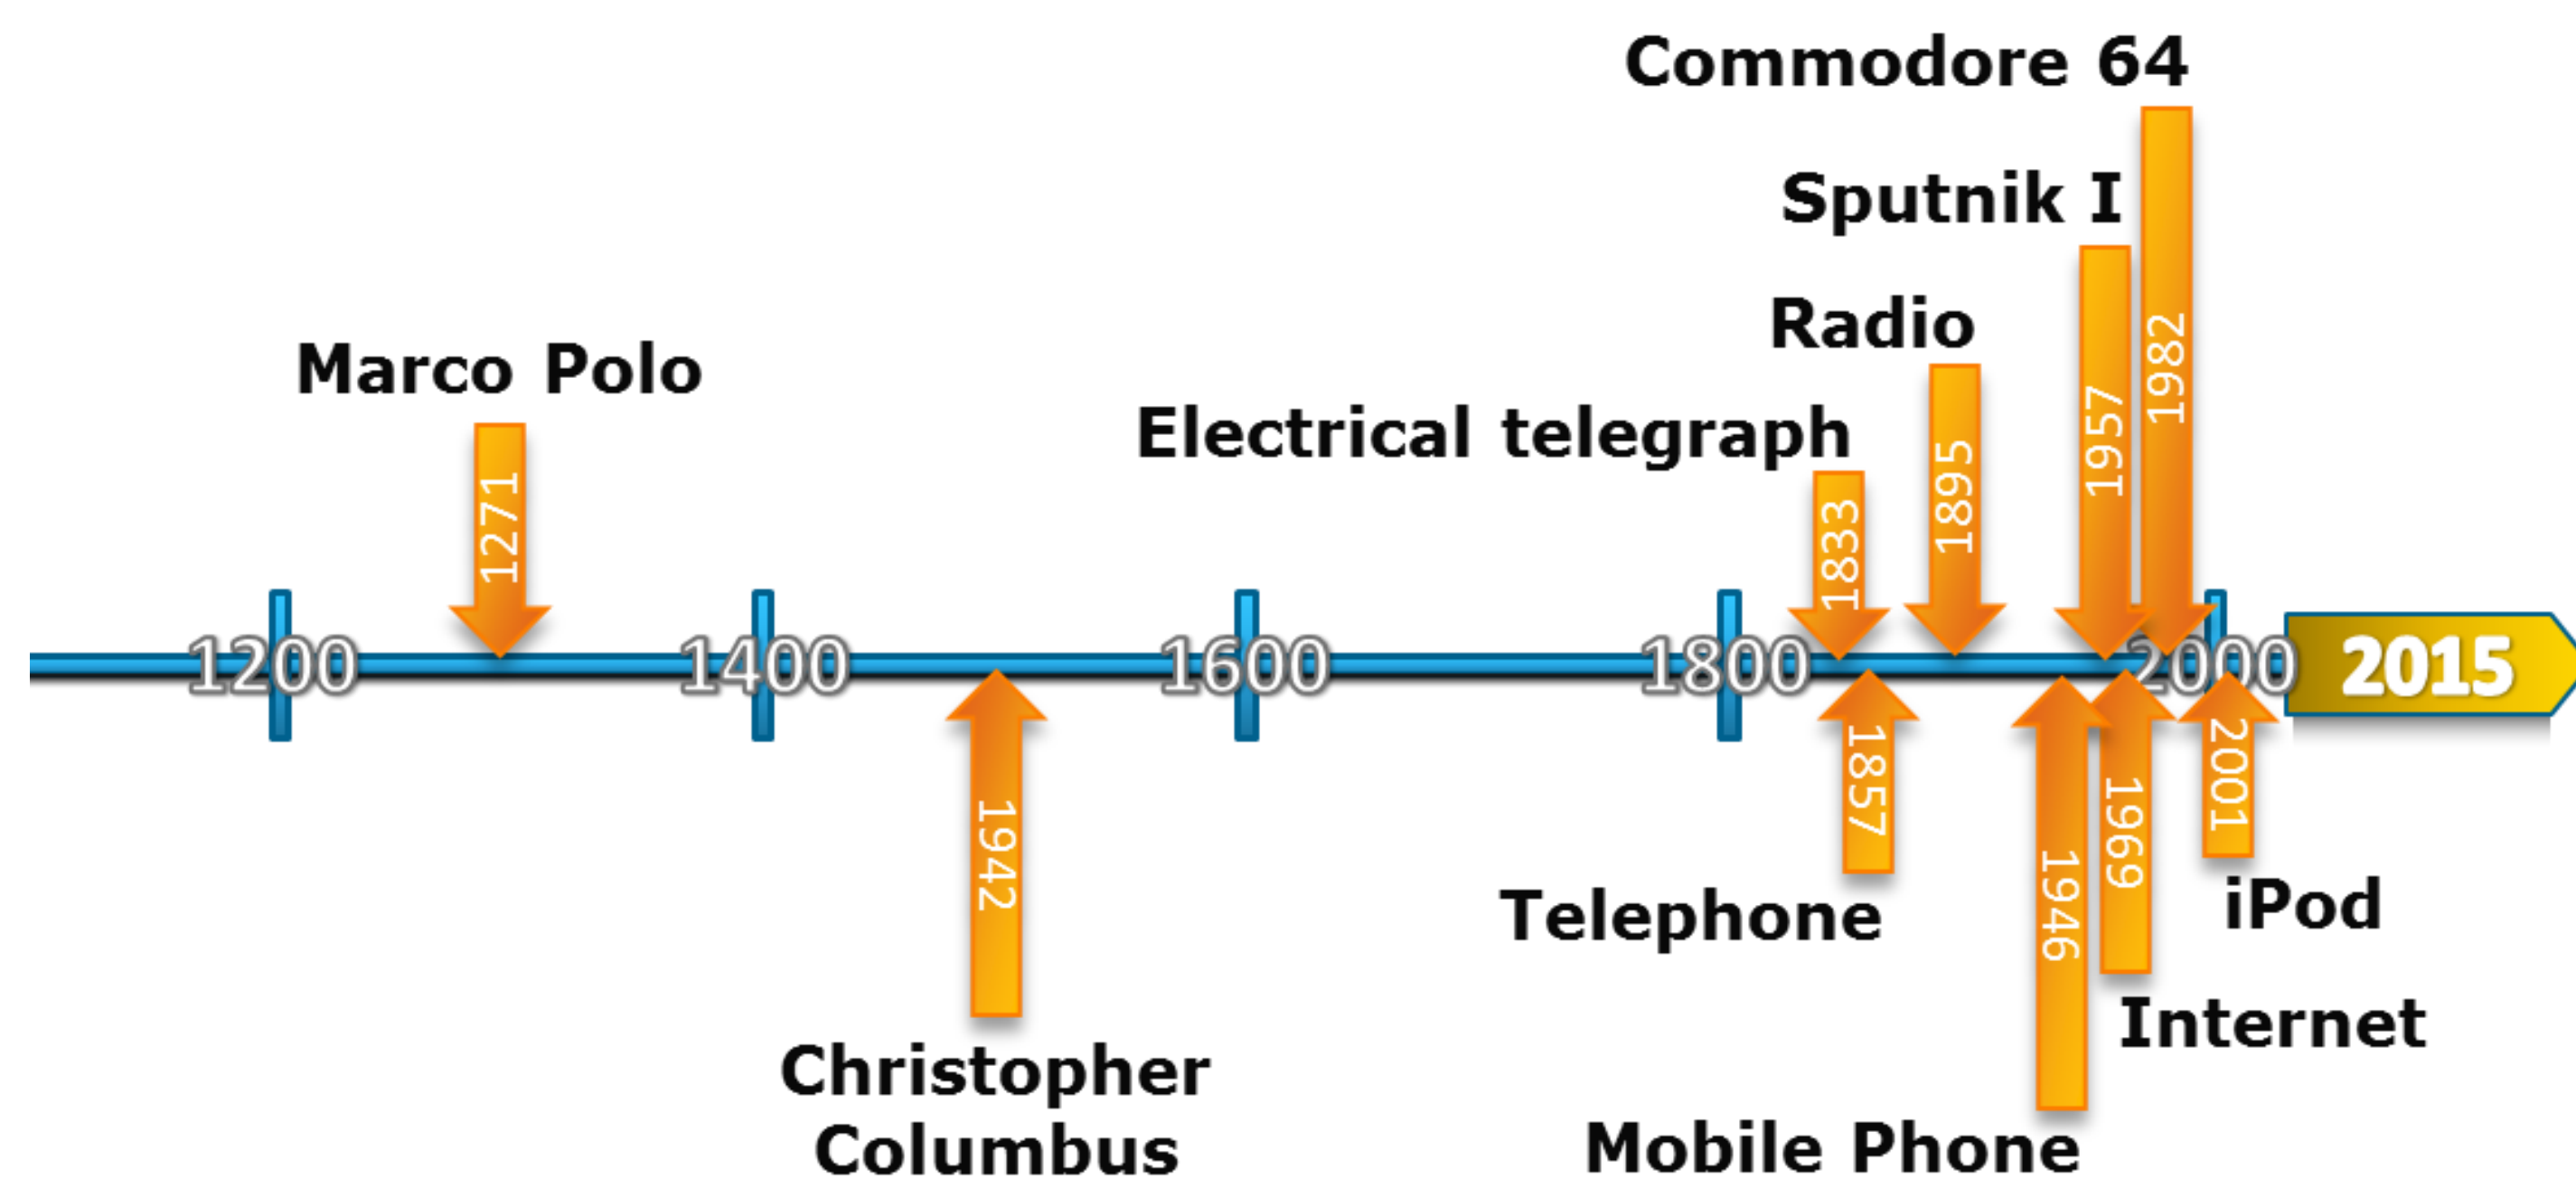 Commodore 64
1982
Sputnik I
1957
Radio
1895
Marco Polo
1271
Electrical telegraph
1833
1200
1400
1600
1800
2000
2015
1942
Christopher
Columbus
1857
Telephone
1946
Mobile Phone
1969
Internet
2001
iPod